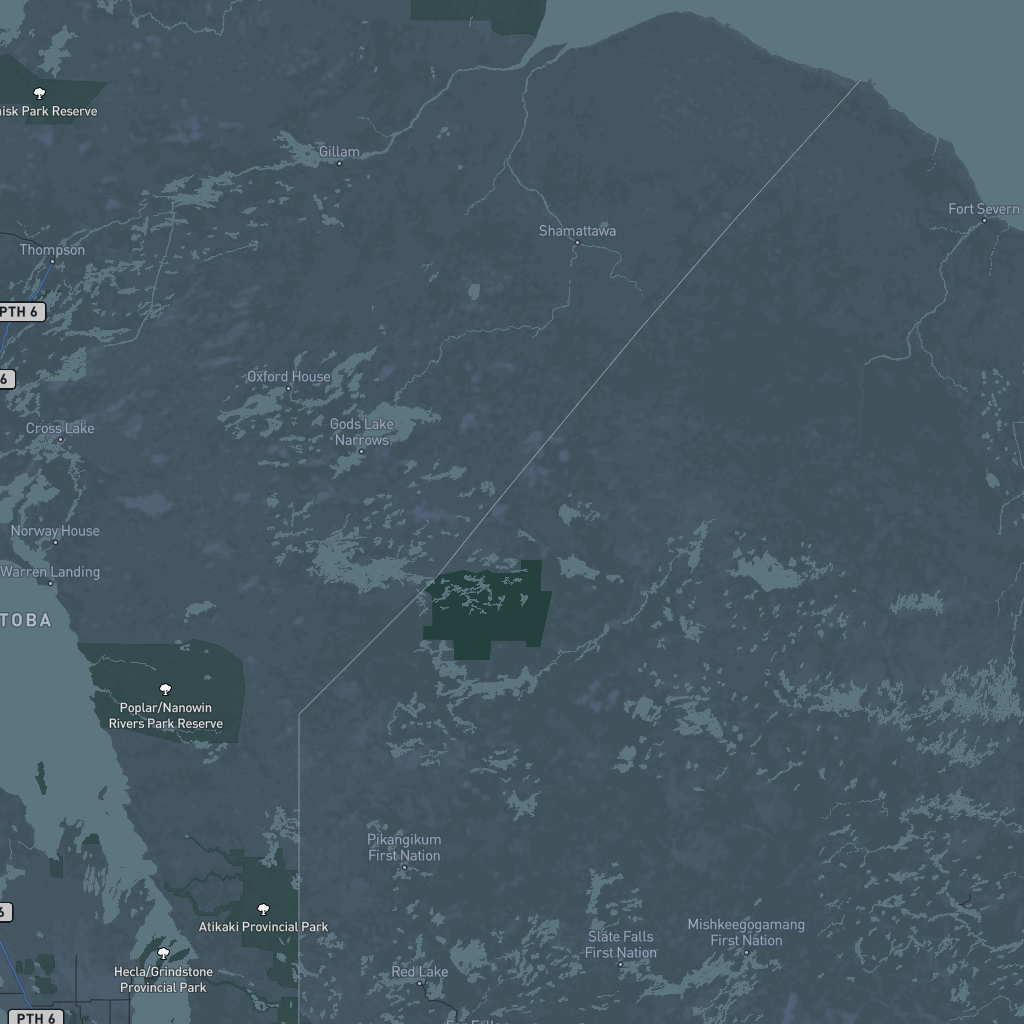 Park Reserve
Gillam
Fort Severn
Shamattawa
Thompson
PTH 6
6
Oxford House
Gods Lake
Narrows
Cross Lake
Norway House
Warren Landing
TOBA
Poplar/Nanowin
Rivers Park Reserve
Pikangikum
First Nation
6
Atikaki Provincial Park
Mishkeegogamang
First Nation
Slate Falls
First Nation
Hecla/Grindstone
Provincial Park
Red Lake
PTH 6